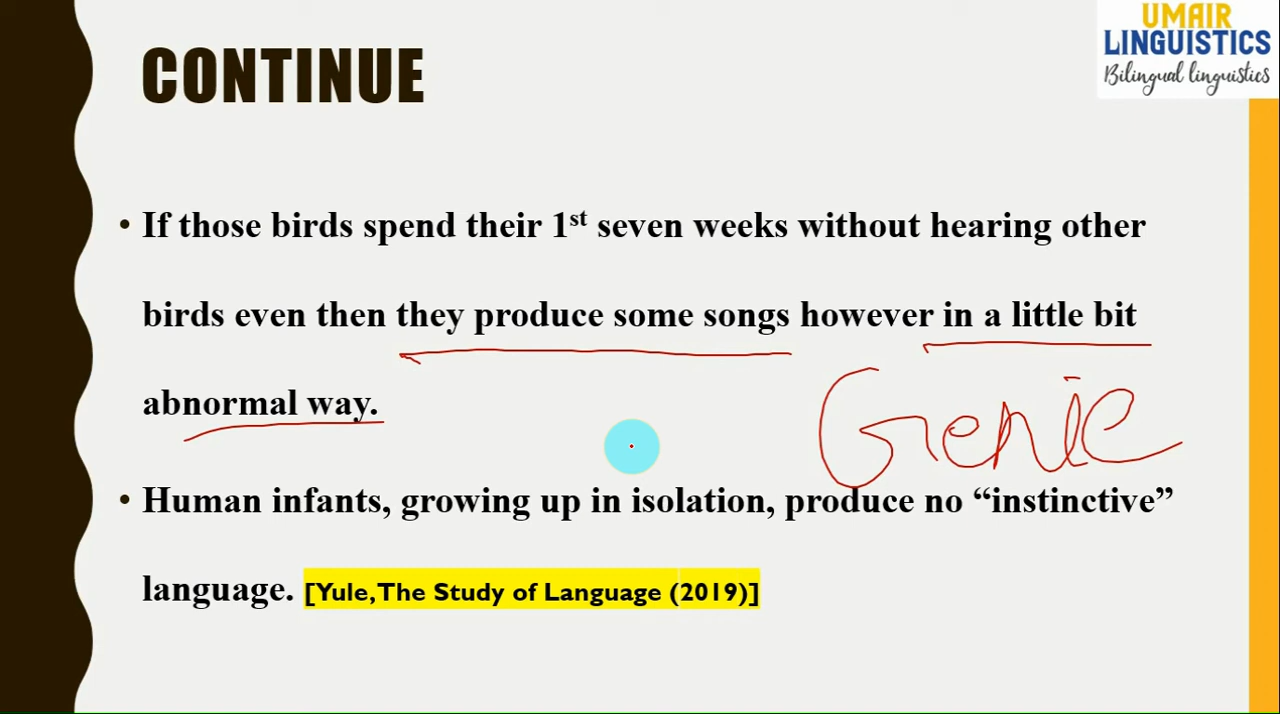 UMAIR
LINGUISTICS
Bilingual linguistics
CONTINUE
• If those birds spend their 1st seven weeks without hearing other
birds even then they produce some songs however in a little bit
abnormal way.
Genie
• Human infants, growing up in isolation, produce no “instinctive”
language. [Yule,The Study of Language (2019)]